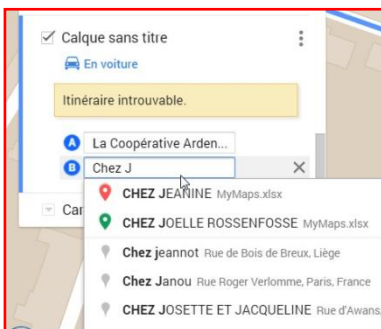 Calque sans titre
En voiture
Itinéraire introuvable.
A La Coopérative Arden...
B Chez J
CHEZ JEANINE MyMaps.xlsx
Car
CHEZ JOELLE ROSSENFOSSE MyMaps.xlsx
Chez jeannot Rue de Bois de Breux, Liège
Chez Janou Rue Roger Verlomme, Paris, France
CHEZ JOSETTE ET JACQUELINE Rue d'Awans,